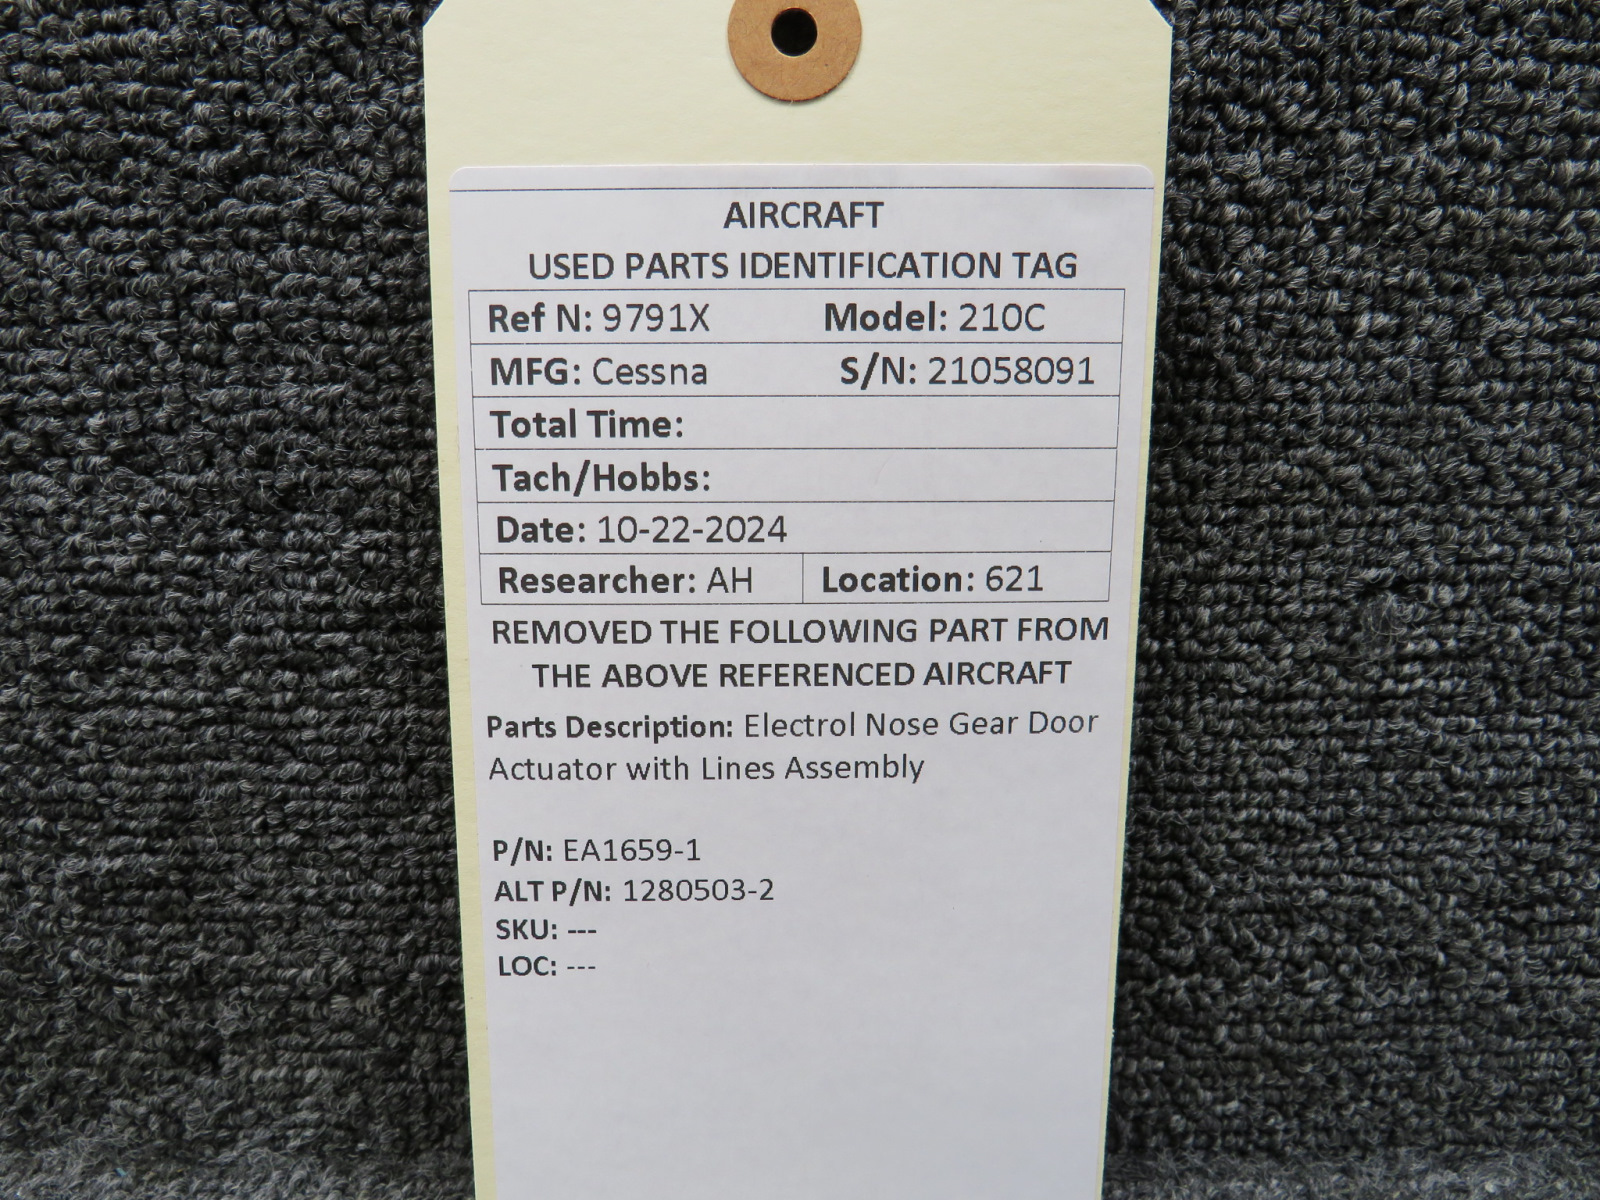 AIRCRAFT
USED PARTS IDENTIFICATION TAG
Ref N: 9791X Model: 210C
MFG: Cessna S/N: 21058091
Total Time:
Tach/Hobbs:
Date: 10-22-2024
Researcher: AH Location: 621
REMOVED THE FOLLOWING PART FROM
THE ABOVE REFERENCED AIRCRAFT
Parts Description: Electrol Nose Gear Door
Actuator with Lines Assembly
P/N: EA1659-1
ALT P/N: 1280503-2
SKU: ---
LOC: ---